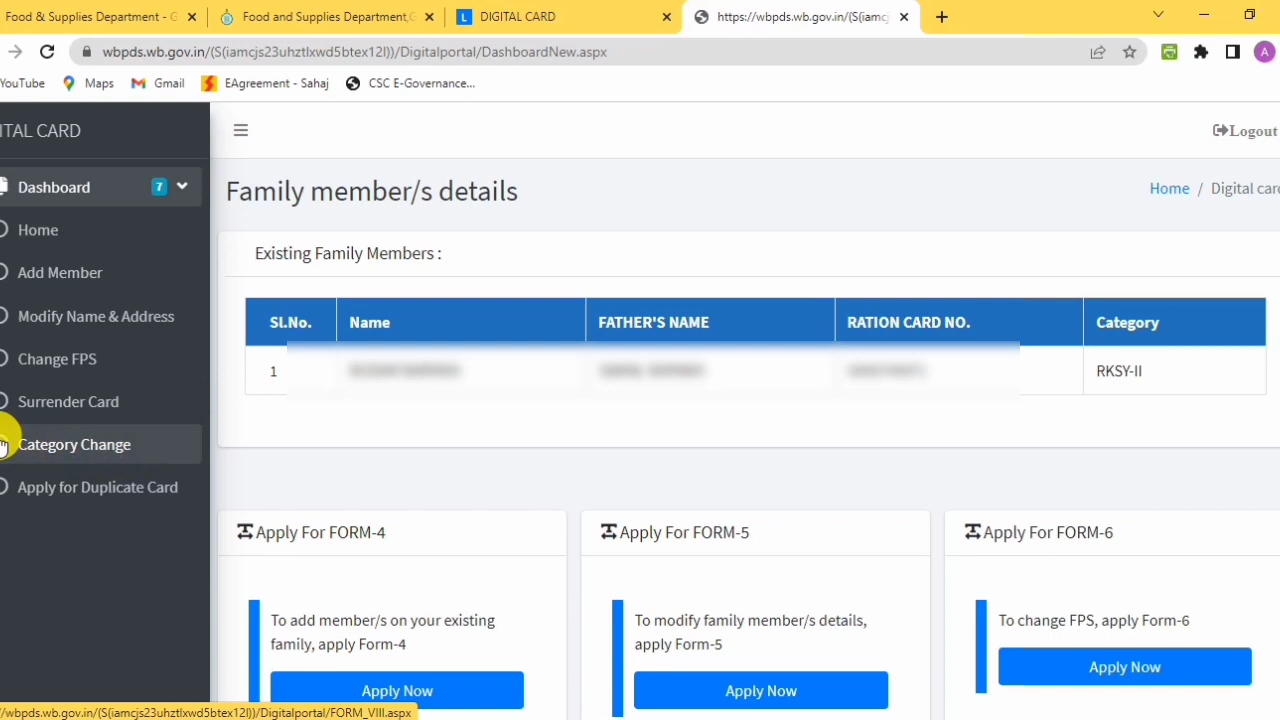 Food & Supplies Department - G
Food and Supplies Department,G
DIGITAL CARD
https://wbpds.wb.gov.in/(S(iamcjs
wbpds.wb.gov.in/(S(iamcjs23uhztlxwd5btex12l))/Digitalportal/DashboardNew.aspx
A
YouTube
Maps
Gmail
EAgreement - Sahaj
CSC E-Governance...
ITAL CARD
Logout
Dashboard
7
Home
Add Member
Modify Name & Address
Change FPS
Surrender Card
Category Change
Apply for Duplicate Card
Family member/s details
Home / Digital card
Existing Family Members :
Sl.No. Name FATHER'S NAME RATION CARD NO. Category
1 RKSY-II
Apply For FORM-4
To add member/s on your existing
family, apply Form-4
Apply Now
Apply For FORM-5
To modify family member/s details,
apply Form-5
Apply Now
Apply For FORM-6
To change FPS, apply Form-6
Apply Now
//wbpds.wb.gov.in/(S(iamcjs23uhztlxwd5btex12l))/Digitalportal/FORM_VIII.aspx